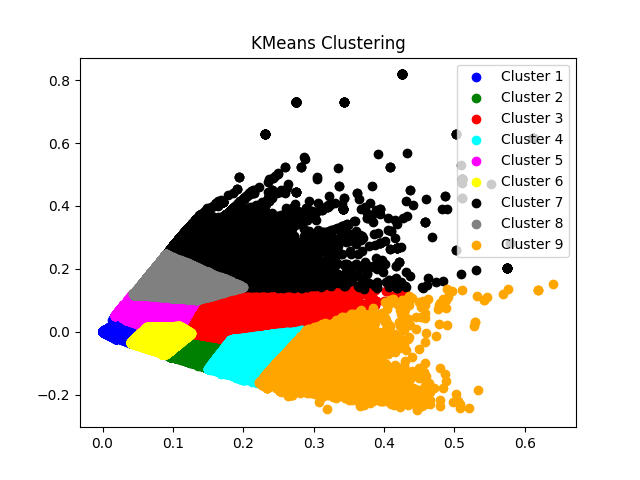 KMeans Clustering
0.8
0.6
0.4
0.2
0.0
−0.2
0.0 0.1 0.2 0.3 0.4 0.5 0.6
Cluster 1
Cluster 2
Cluster 3
Cluster 4
Cluster 5
Cluster 6
Cluster 7
Cluster 8
Cluster 9